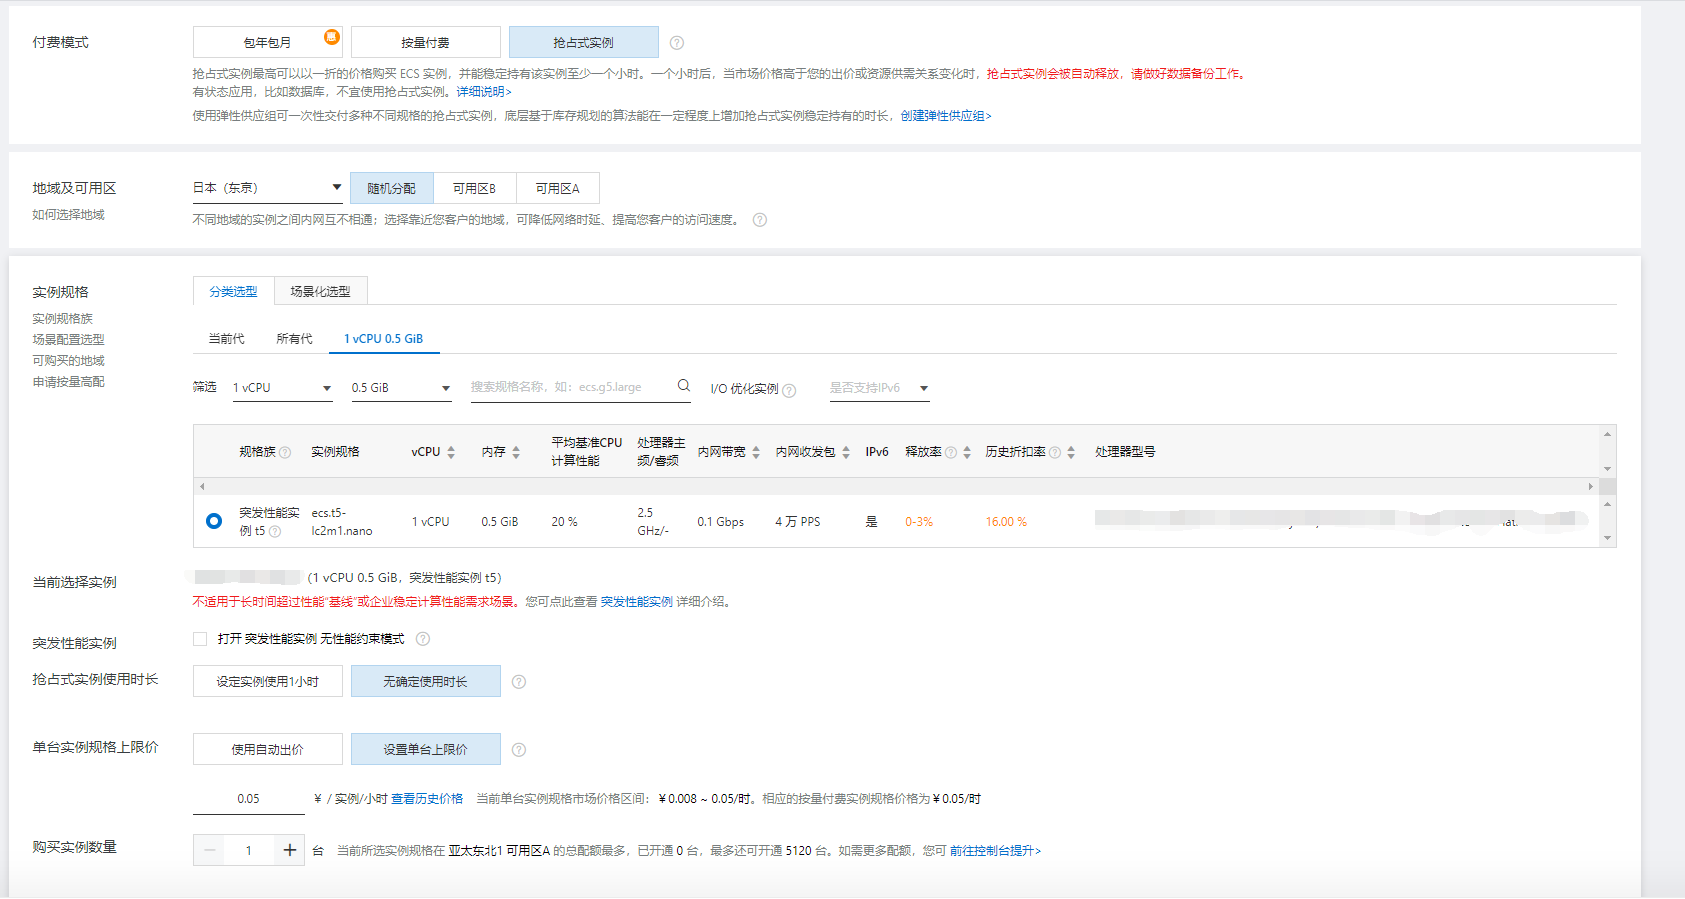 付费模式
包年包月
惠
按量付费
抢占式实例
抢占式实例最高可以以一折的价格购买 ECS 实例，并能稳定持有该实例至少一个小时。一个小时后，当市场价格高于您的出价或资源供需关系变化时，抢占式实例会被自动释放，请做好数据备份工作。
有状态应用，比如数据库，不宜使用抢占式实例。详细说明>
使用弹性供应组可一次性交付多种不同规格的抢占式实例，底层基于库存规划的算法能在一定程度上增加抢占式实例稳定持有的时长，创建弹性供应组>
地域及可用区
如何选择地域
日本（东京）
随机分配
可用区B
可用区A
不同地域的实例之间内网互不相通；选择靠近您客户的地域，可降低网络时延、提高您客户的访问速度。
实例规格
实例规格族
场景配置选型
可购买的地域
申请按量高配
分类选型
场景化选型
当前代
所有代
1 vCPU 0.5 GiB
筛选
1 vCPU
0.5 GiB
搜索规格名称，如：ecs.g5.large
I/O 优化实例
是否支持IPv6
规格族
实例规格
vCPU
内存
平均基准CPU
计算性能
处理器主
频/睿频
内网带宽
内网收发包
IPv6
释放率
历史折扣率
处理器型号
突发性能实
例 t5
ecs.t5-
lc2m1.nano
1 vCPU
0.5 GiB
20 %
2.5
GHz/-
0.1 Gbps
4 万 PPS
是
0-3%
16.00 %
当前选择实例
(1 vCPU 0.5 GiB，突发性能实例 t5)
不适用于长时间超过性能“基线”或企业稳定计算性能需求场景。您可点此查看 突发性能实例 详细介绍。
突发性能实例
打开 突发性能实例 无性能约束模式
抢占式实例使用时长
设定实例使用1小时
无确定使用时长
单台实例规格上限价
使用自动出价
设置单台上限价
0.05
¥ / 实例/小时 查看历史价格
当前单台实例规格市场价格区间：¥ 0.008 ~ 0.05/时。相应的按量付费实例规格价格为 ¥ 0.05/时
购买实例数量
1
台
当前所选实例规格在 亚太东北1 可用区A 的总配额最多，已开通 0 台，最多还可开通 5120 台。如需更多配额，您可 前往控制台提升>